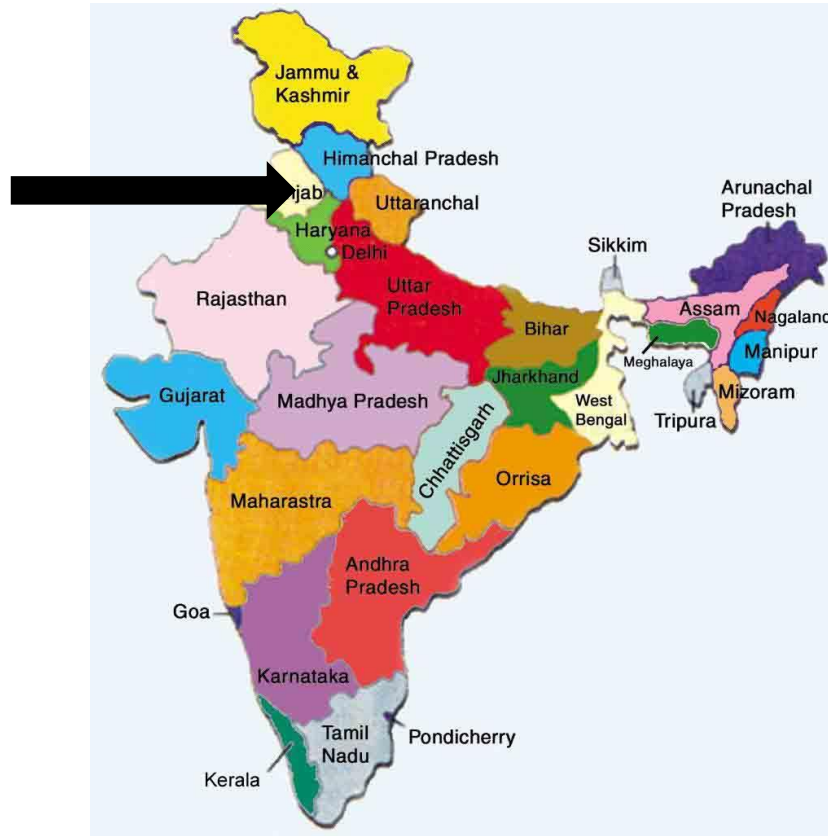 Jammu &
Kashmir
Himanchal Pradesh
Uttaranchal
Haryana
Delhi
Arunachal
Pradesh
Sikkim
Uttar
Pradesh
Rajasthan
Assam
Nagaland
Bihar
Meghalaya
Manipur
Jharkhand
Gujarat
Madhya Pradesh
West
Bengal
Mizoram
Tripura
Chhattisgarh
Orrisa
Maharastra
Andhra
Pradesh
Goa
Karnataka
Tamil
Nadu
Pondicherry
Kerala